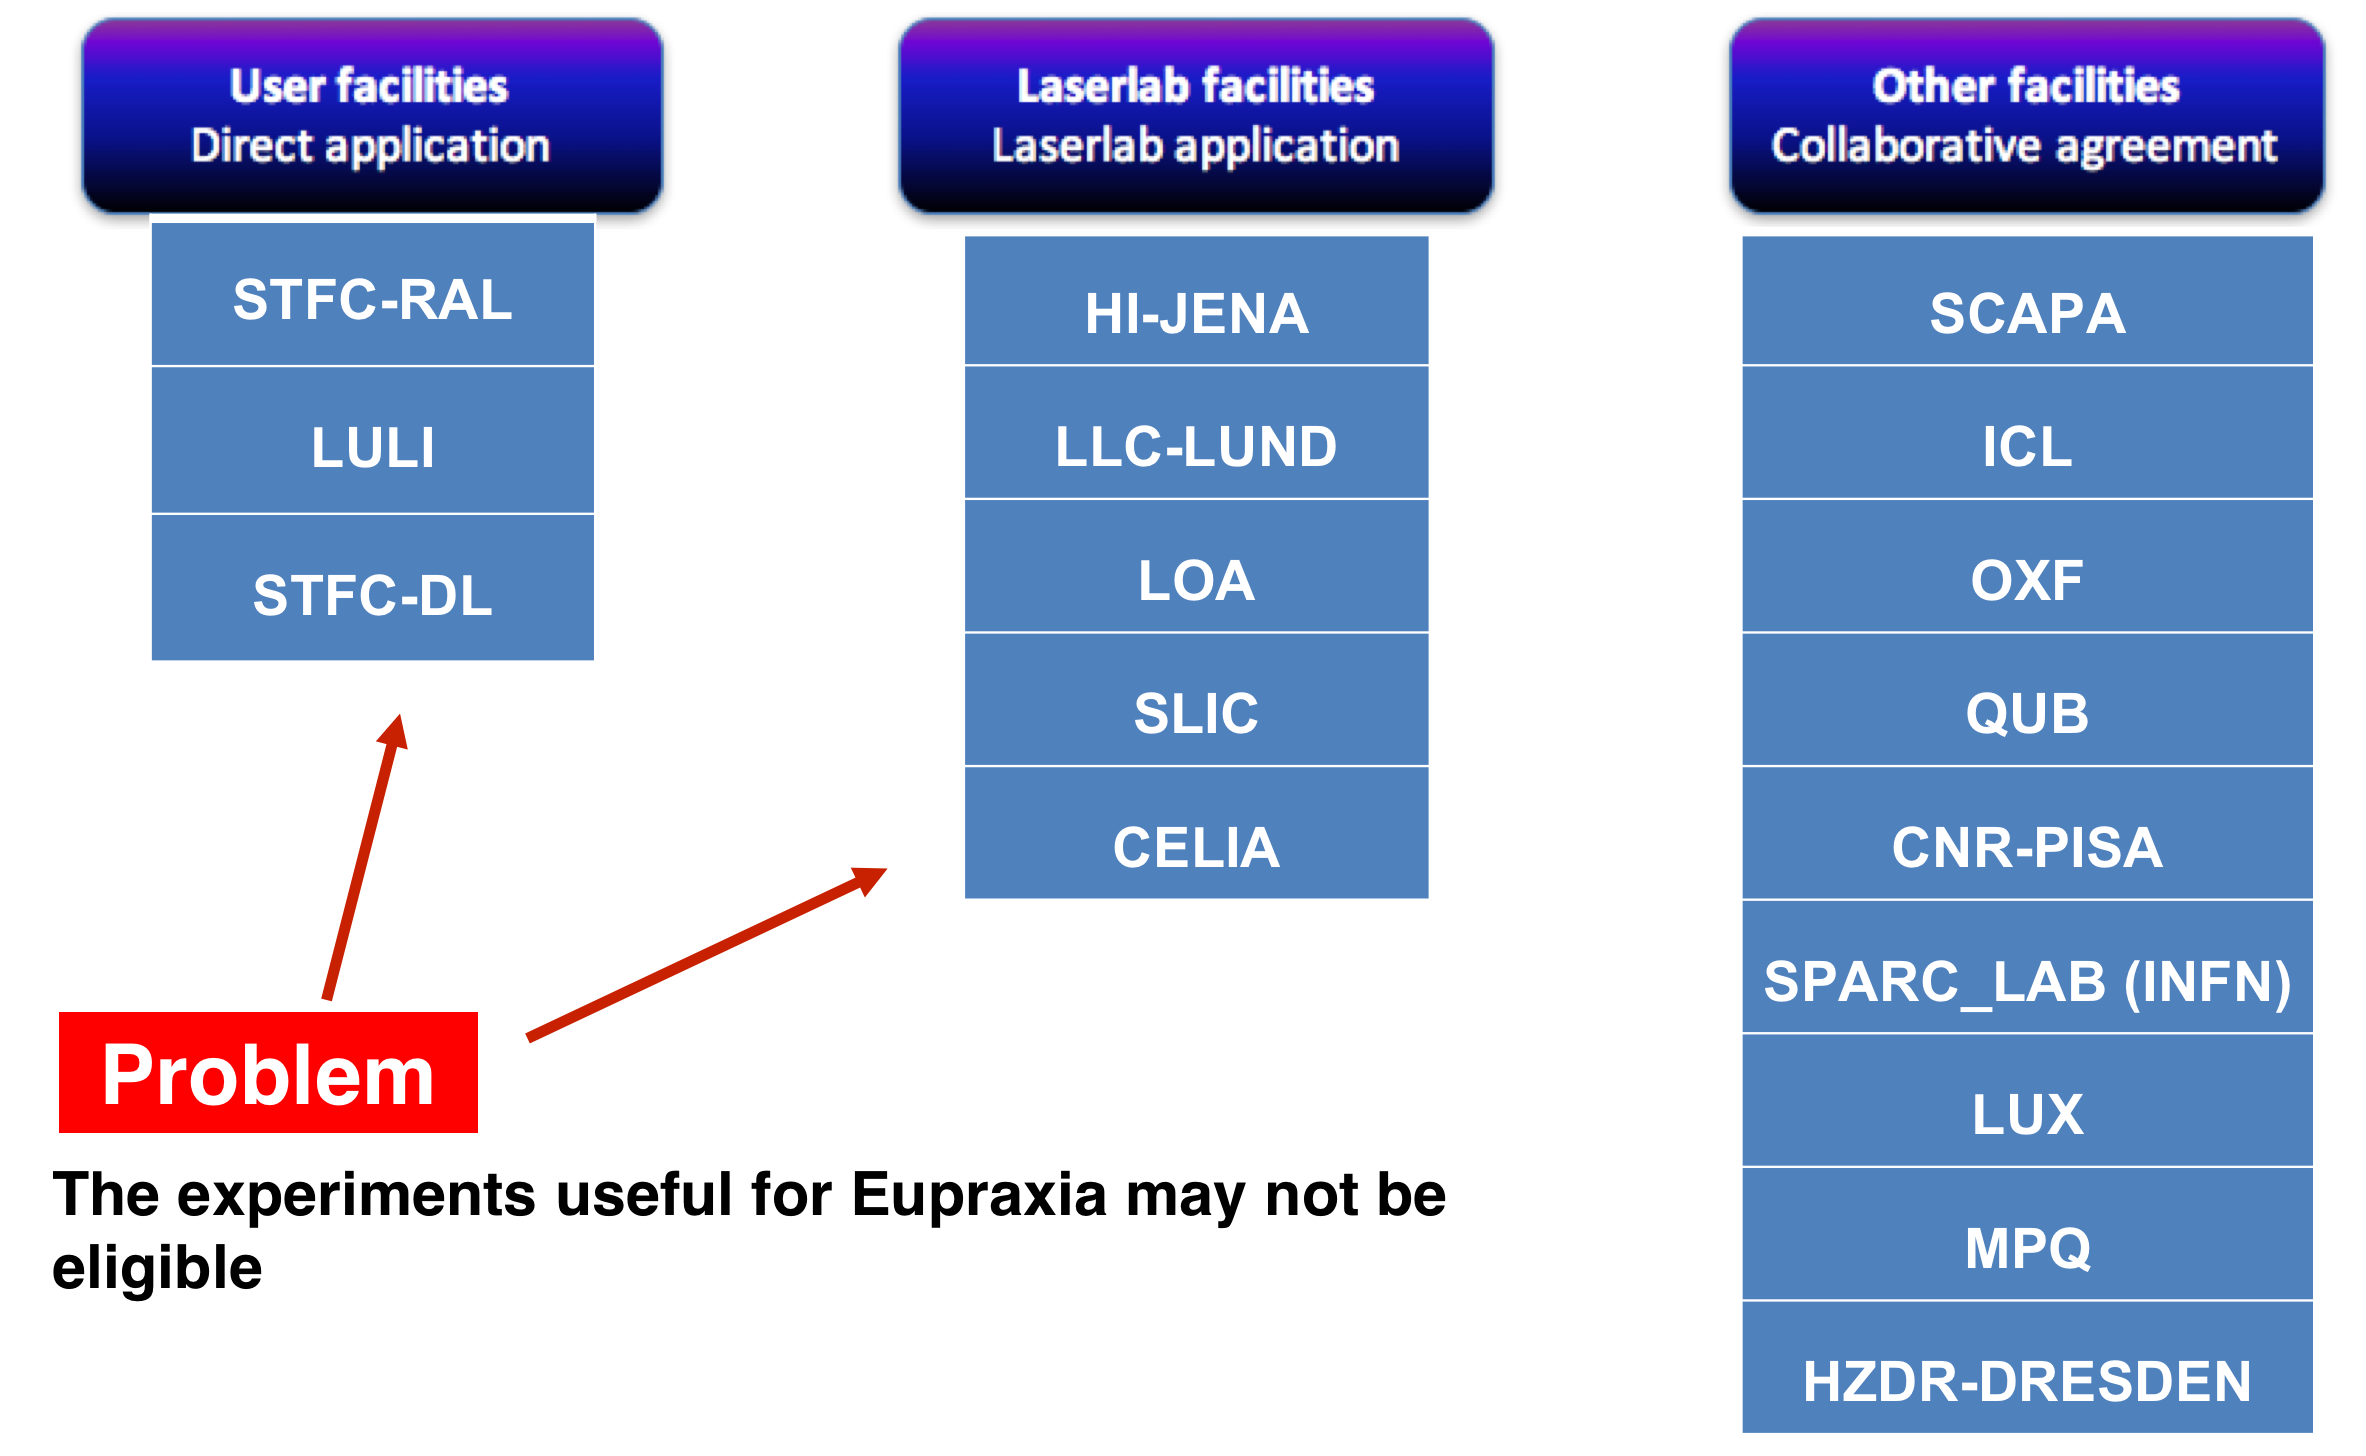 User facilities
Direct application
STFC-RAL
LULI
STFC-DL
Laserlab facilities
Laserlab application
HI-JENA
LLC-LUND
LOA
SLIC
CELIA
Other facilities
Collaborative agreement
SCAPA
ICL
OXF
QUB
CNR-PISA
SPARC_LAB (INFN)
LUX
MPQ
HZDR-DRESDEN
Problem
The experiments useful for Eupraxia may not be
eligible